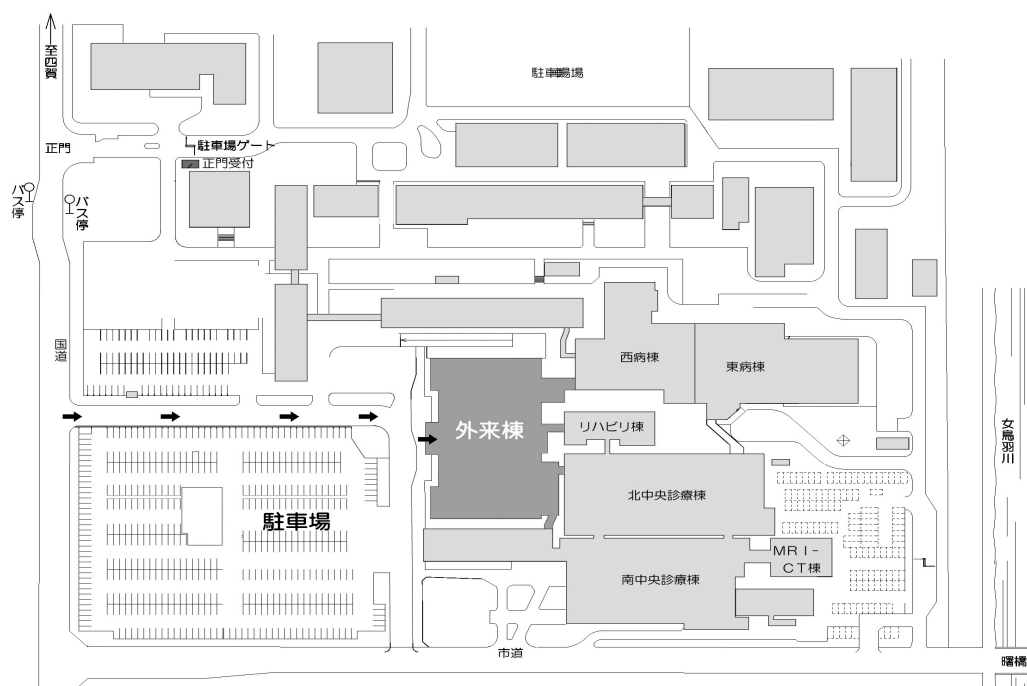 至四賀
駐車場場
正門
駐車場ゲート
正門受付
バス停
バス停
国道
西病棟
東病棟
外来棟
リハビリ棟
女鳥羽川
北中央診療棟
駐車場
MRI-
CT棟
南中央診療棟
市道
曙橋